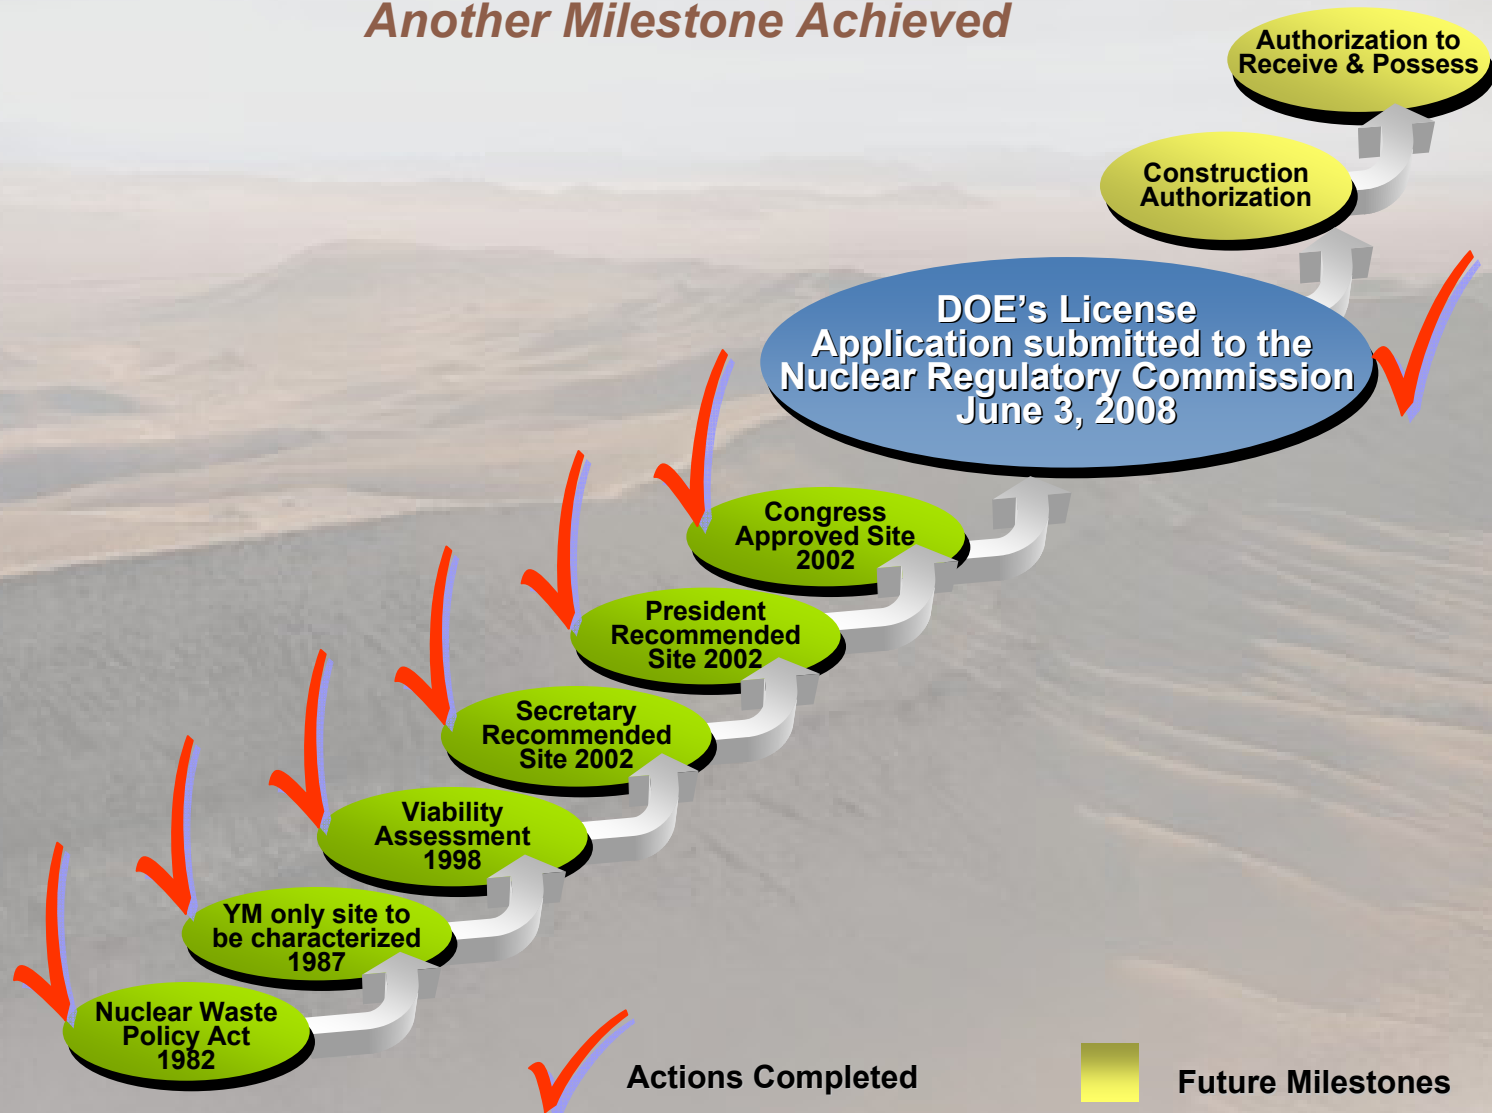 Another Milestone Achieved
Authorization to
Receive & Possess
Construction
Authorization
DOE’s License
Application submitted to the
Nuclear Regulatory Commission
June 3, 2008
Congress
Approved Site
2002
President
Recommended
Site 2002
Secretary
Recommended
Site 2002
Viability
Assessment
1998
YM only site to
be characterized
1987
Nuclear Waste
Policy Act
1982
Actions Completed
Future Milestones